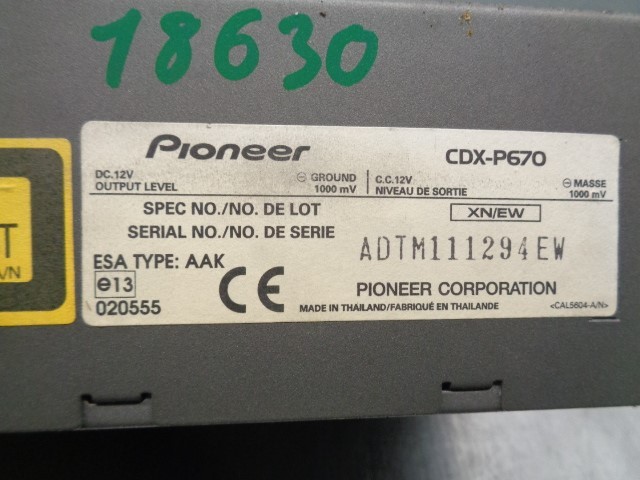 18630
Pioneer CDX-P670
DC.12V ⊖ GROUND C.C.12V ⊖ MASSE
OUTPUT LEVEL 1000 mV NIVEAU DE SORTIE 1000 mV
SPEC NO./NO. DE LOT XN/EW
SERIAL NO./NO. DE SERIE ADTM111294EW
ESA TYPE: AAK
e13 CE PIONEER CORPORATION
020555 MADE IN THAILAND/FABRIQUÉ EN THAILANDE <CAL5604-A/N>